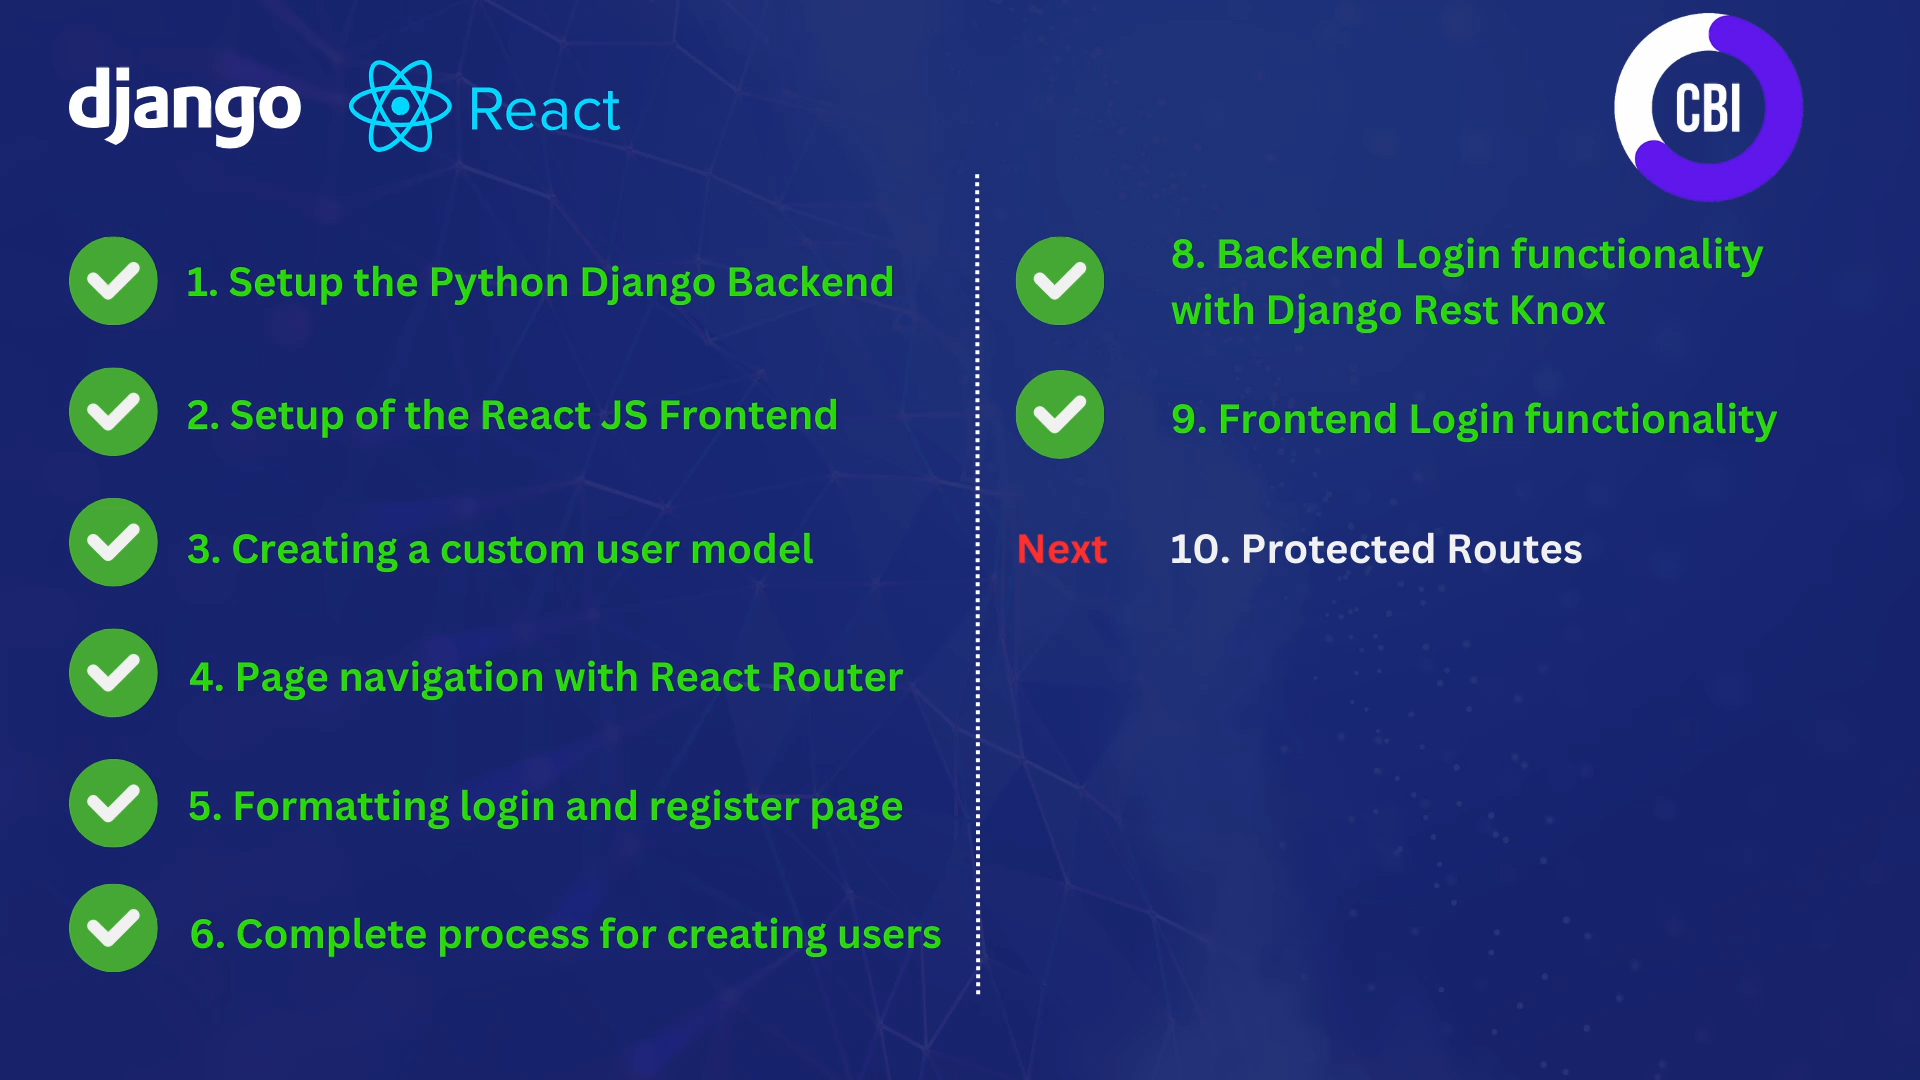 django
React
CBI
1. Setup the Python Django Backend
2. Setup of the React JS Frontend
3. Creating a custom user model
4. Page navigation with React Router
5. Formatting login and register page
6. Complete process for creating users
8. Backend Login functionality
with Django Rest Knox
9. Frontend Login functionality
Next 10. Protected Routes